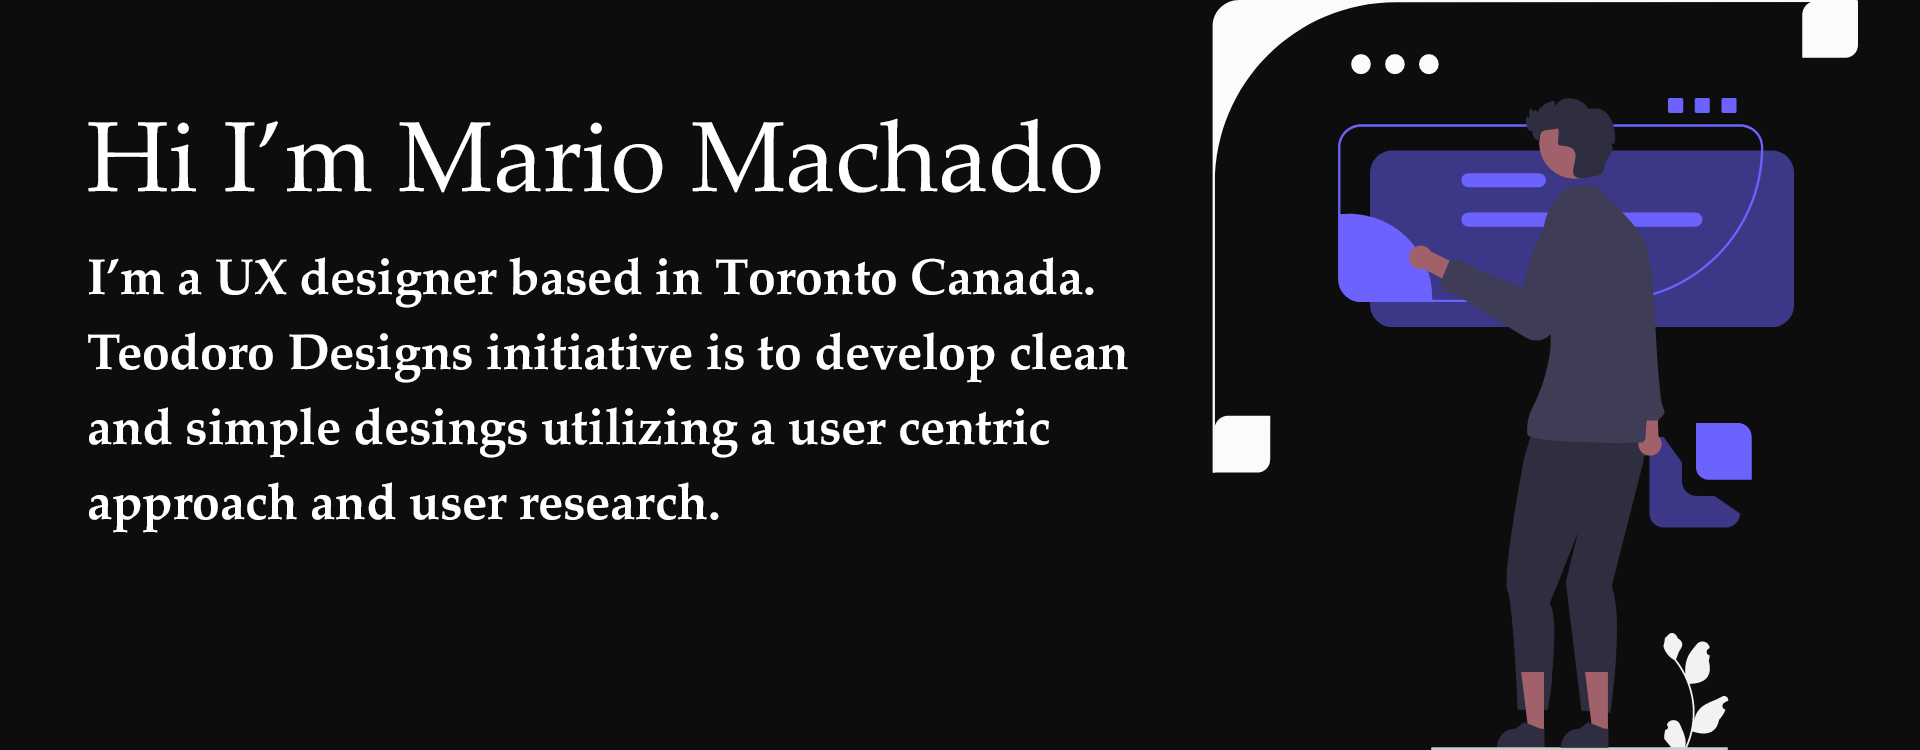 Hi I’m Mario Machado
I’m a UX designer based in Toronto Canada.
Teodoro Designs initiative is to develop clean
and simple desings utilizing a user centric
approach and user research.